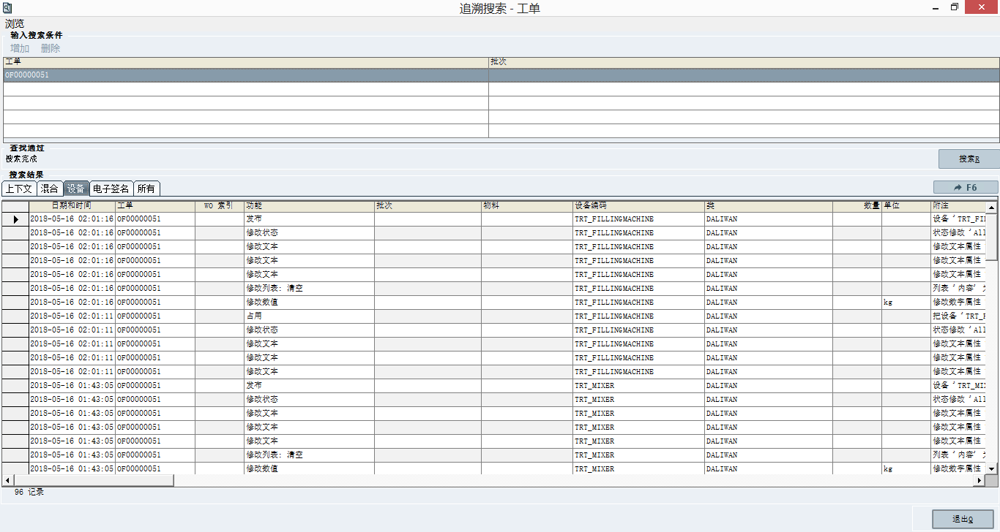 追溯搜索 - 工单
浏览
输入搜索条件
增加 删除
工单 批次
OF00000051
查找通过
搜索完成
搜索R
搜索结果
上下文 混合 设备 电子签名 所有
F6
日期和时间 工单 WO 索引 功能 批次 物料 设备编码 类 数量 单位 附注
2018-05-16 02:01:16 OF00000051 发布 TRT_FILLINGMACHINE DALIWAN 设备 'TRT_FI
2018-05-16 02:01:16 OF00000051 修改状态 TRT_FILLINGMACHINE DALIWAN 状态修改 'All
2018-05-16 02:01:16 OF00000051 修改文本 TRT_FILLINGMACHINE DALIWAN 修改文本属性
2018-05-16 02:01:16 OF00000051 修改文本 TRT_FILLINGMACHINE DALIWAN 修改文本属性
2018-05-16 02:01:16 OF00000051 修改文本 TRT_FILLINGMACHINE DALIWAN 修改文本属性
2018-05-16 02:01:16 OF00000051 修改列表: 清空 TRT_FILLINGMACHINE DALIWAN 列表 '内容'
2018-05-16 02:01:16 OF00000051 修改数值 TRT_FILLINGMACHINE DALIWAN kg 修改数字属性
2018-05-16 02:01:11 OF00000051 占用 TRT_FILLINGMACHINE DALIWAN 把设备 'TRT_
2018-05-16 02:01:11 OF00000051 修改状态 TRT_FILLINGMACHINE DALIWAN 状态修改 'All
2018-05-16 02:01:11 OF00000051 修改文本 TRT_FILLINGMACHINE DALIWAN 修改文本属性
2018-05-16 02:01:11 OF00000051 修改文本 TRT_FILLINGMACHINE DALIWAN 修改文本属性
2018-05-16 02:01:11 OF00000051 修改文本 TRT_FILLINGMACHINE DALIWAN 修改文本属性
2018-05-16 01:43:05 OF00000051 发布 TRT_MIXER DALIWAN 设备 'TRT_MI
2018-05-16 01:43:05 OF00000051 修改状态 TRT_MIXER DALIWAN 状态修改 'All
2018-05-16 01:43:05 OF00000051 修改文本 TRT_MIXER DALIWAN 修改文本属性
2018-05-16 01:43:05 OF00000051 修改文本 TRT_MIXER DALIWAN 修改文本属性
2018-05-16 01:43:05 OF00000051 修改文本 TRT_MIXER DALIWAN 修改文本属性
2018-05-16 01:43:05 OF00000051 修改列表: 清空 TRT_MIXER DALIWAN 列表 '内容'
2018-05-16 01:43:05 OF00000051 修改数值 TRT_MIXER DALIWAN kg 修改数字属性
96 记录
退出Q